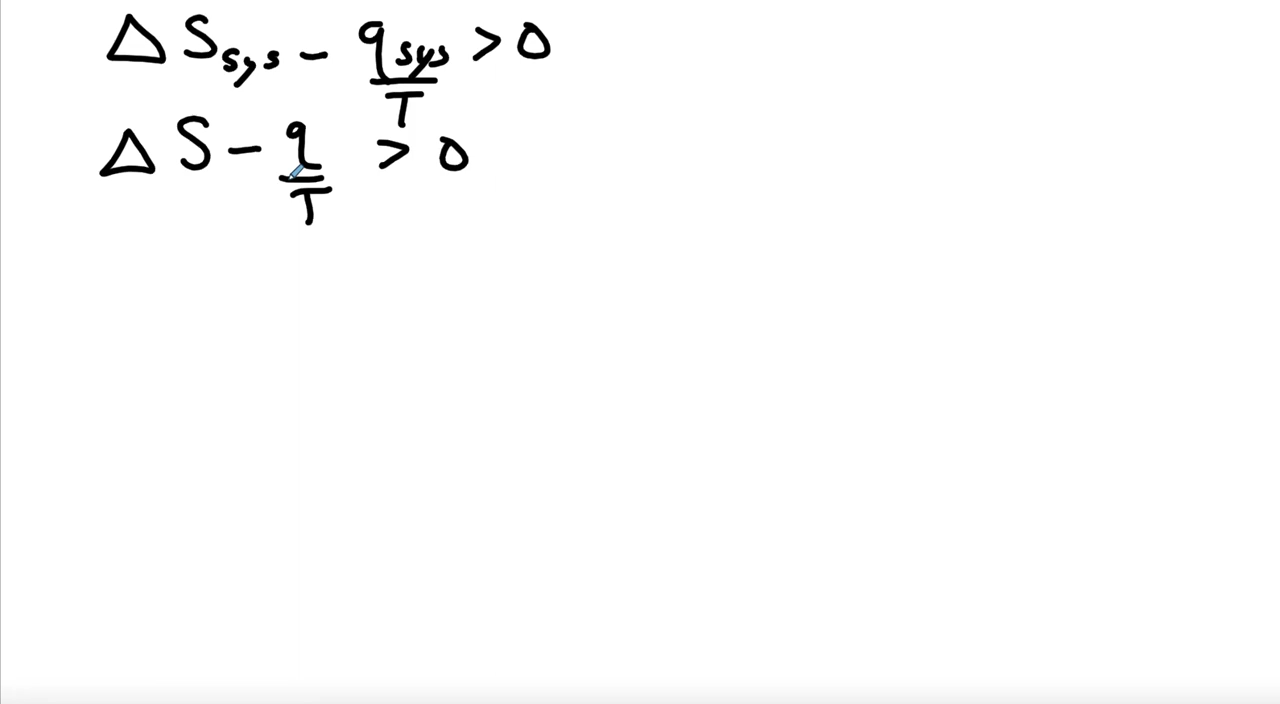 ΔS_sys − q_sys/T > 0
ΔS − q/T > 0